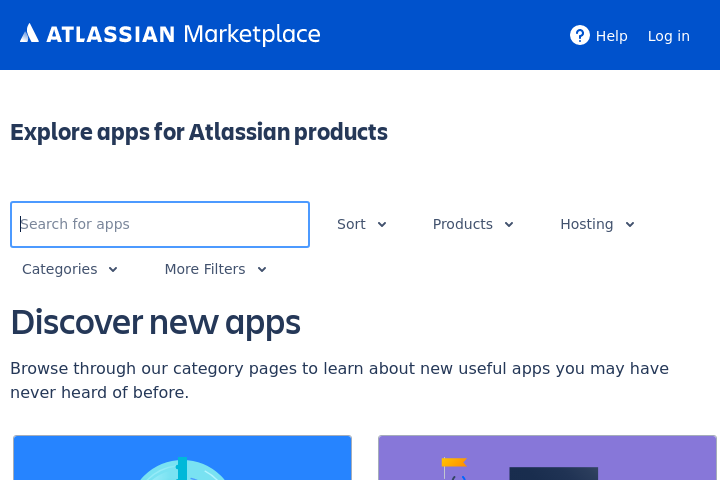 ATLASSIAN Marketplace
Help Log in
Explore apps for Atlassian products
Search for apps
Sort Products Hosting
Categories More Filters
Discover new apps
Browse through our category pages to learn about new useful apps you may have
never heard of before.